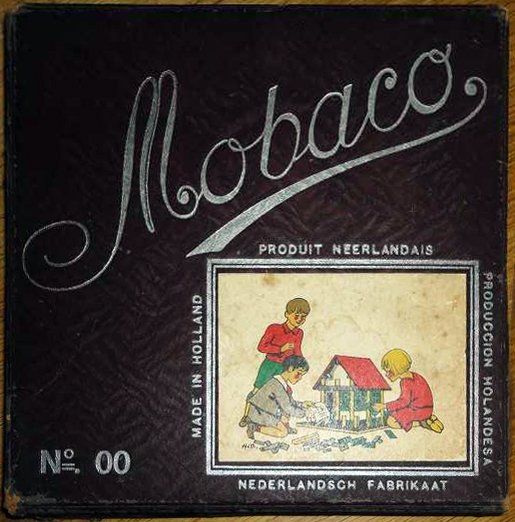 Mobaco
PRODUIT NEERLANDAIS
MADE IN HOLLAND
PRODUCCION HOLANDESA
No. 00
NEDERLANDSCH FABRIKAAT